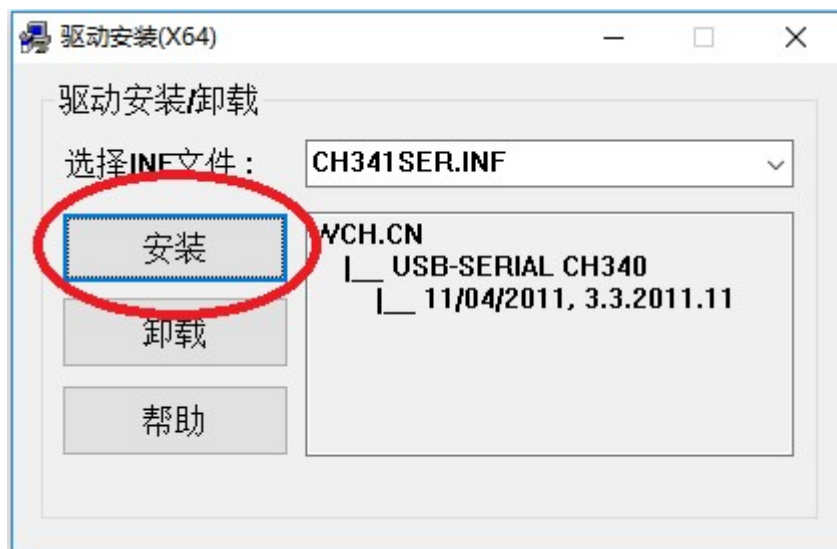 驱动安装(X64)
驱动安装/卸载
选择INF文件：
CH341SER.INF
安装
WCH.CN
|__ USB-SERIAL CH340
|__ 11/04/2011, 3.3.2011.11
卸载
帮助